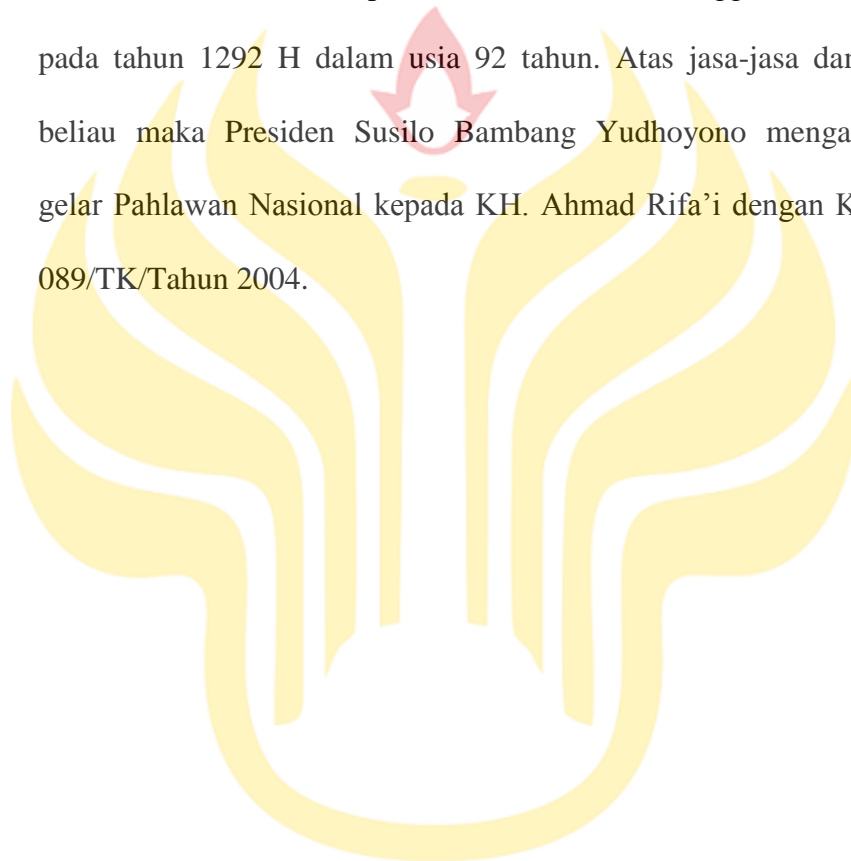 pada tahun 1292 H dalam usia 92 tahun. Atas jasa-jasa dan
beliau maka Presiden Susilo Bambang Yudhoyono menga
gelar Pahlawan Nasional kepada KH. Ahmad Rifa’i dengan K
089/TK/Tahun 2004.